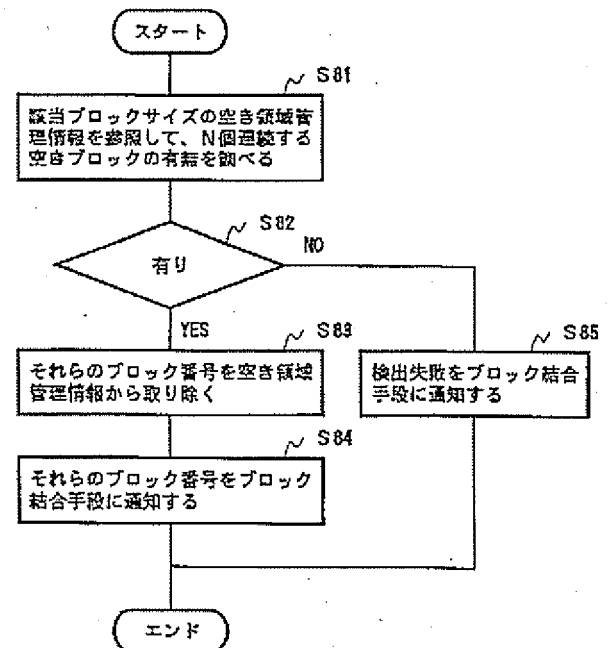 スタート
S81
該当ブロックサイズの空き領域管
理情報を参照して、N個連続する
空きブロックの有無を調べる
S82
有り
NO
YES
S83
それらのブロック番号を空き領域
管理情報から取り除く
S85
検出失敗をブロック結合
手段に通知する
S84
それらのブロック番号をブロック
結合手段に通知する
エンド